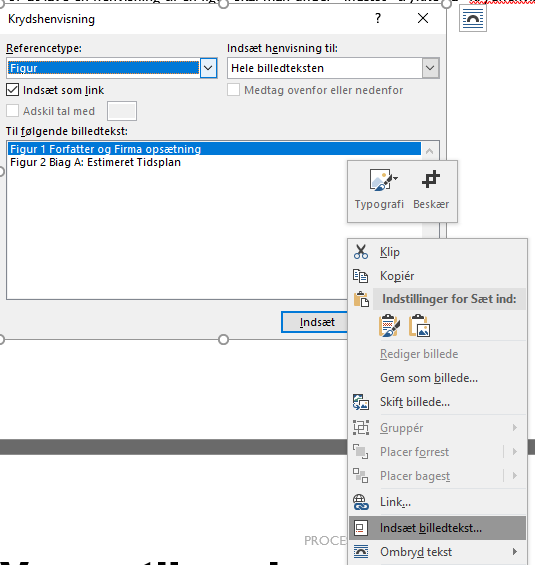 Krydshenvisning
?
Referencetype:
Indsæt henvisning til:
Figur
Hele billedteksten
Indsæt som link
Medtag ovenfor eller nedenfor
Adskil tal med
Til følgende billedtekst:
Figur 1 Forfatter og Firma opsætning
Figur 2 Biag A: Estimeret Tidsplan
Typografi
Beskær
Klip
Kopiér
Indstillinger for Sæt ind:
Indsæt
Rediger billede
Gem som billede...
Skift billede...
Gruppér
Placer forrest
Placer bagest
Link...
Indsæt billedtekst...
Ombryd tekst